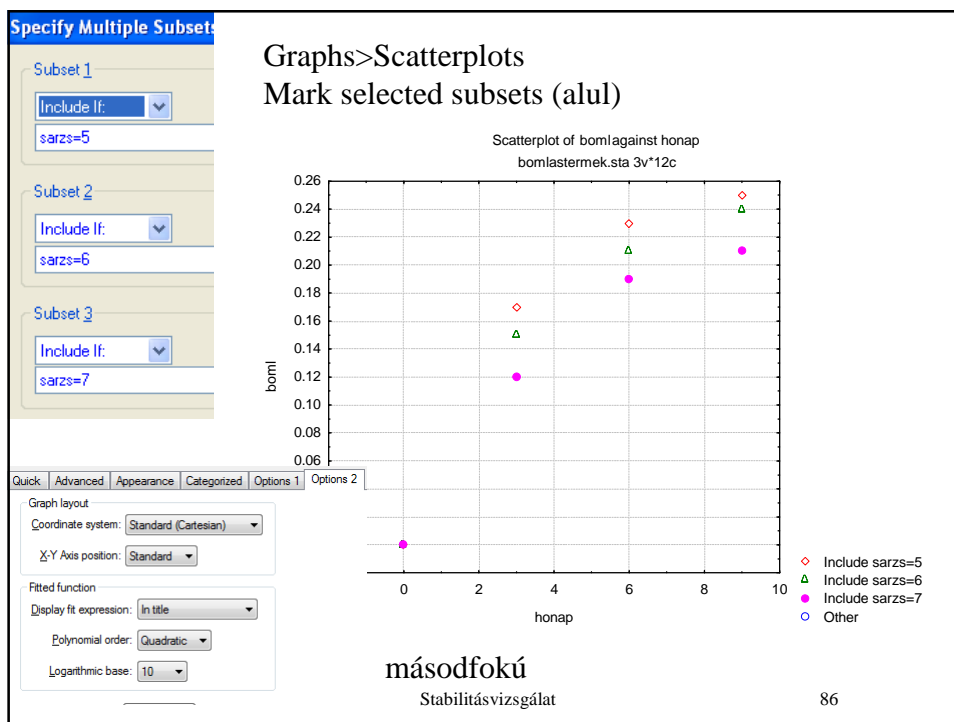 Specify Multiple Subsets
Subset 1
Include If:
sarzs=5
Subset 2
Include If:
sarzs=6
Subset 3
Include If:
sarzs=7
Graphs>Scatterplots
Mark selected subsets (alul)
Scatterplot of boml against honap
bomlastermek.sta 3v*12c
0.26
0.24
0.22
0.20
0.18
0.16
0.14
0.12
0.10
0.08
0.06
boml
0 2 4 6 8 10
honap
Include sarzs=5
Include sarzs=6
Include sarzs=7
Other
Quick Advanced Appearance Categorized Options 1 Options 2
Graph layout
Coordinate system: Standard (Cartesian)
X-Y Axis position: Standard
Fitted function
Display fit expression: In title
Polynomial order: Quadratic
Logarithmic base: 10
másodfokú
Stabilitásvizsgálat 86